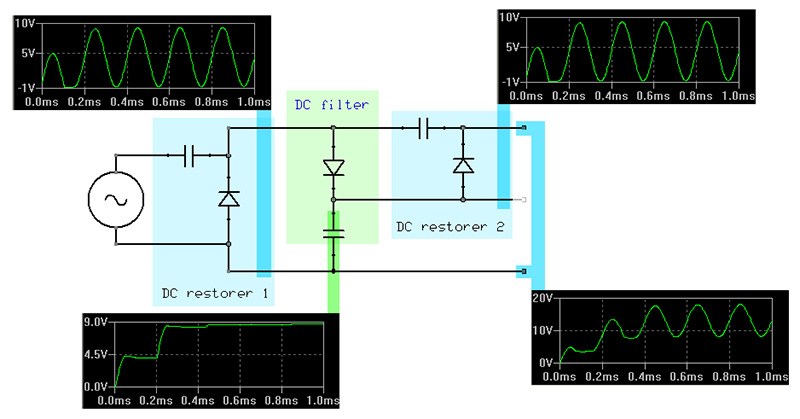 10V
5V
-1V
0.0ms 0.2ms 0.4ms 0.6ms 0.8ms 1.0ms
10V
5V
-1V
0.0ms 0.2ms 0.4ms 0.6ms 0.8ms 1.0ms
DC filter
DC restorer 2
DC restorer 1
9.0V
4.5V
0.0V
0.0ms 0.2ms 0.4ms 0.6ms 0.8ms 1.0ms
20V
10V
0V
0.0ms 0.2ms 0.4ms 0.6ms 0.8ms 1.0ms